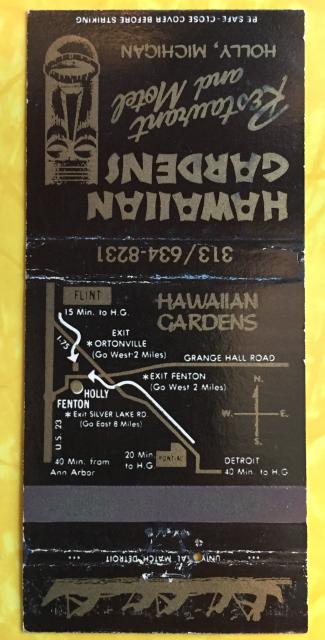 BE SAFE - CLOSE COVER BEFORE STRIKING
HOLLY, MICHIGAN
and Motel
Restaurant
GARDENS
HAWAIIAN
313/634-8231
FLINT
HAWAIIAN
GARDENS
15 Min. to H.G.
I.75
EXIT
* ORTONVILLE
(Go West 2 Miles)
GRANGE HALL ROAD
* EXIT FENTON
(Go West 2 Miles)
HOLLY
FENTON
* Exit SILVER LAKE RD.
(Go East 8 Miles)
N.
W.
E.
S.
U.S. 23
40 Min. from
Ann Arbor
20 Min
to H.G
PONTIAC
DETROIT
40 Min. to H.G.
MATCH DETROIT